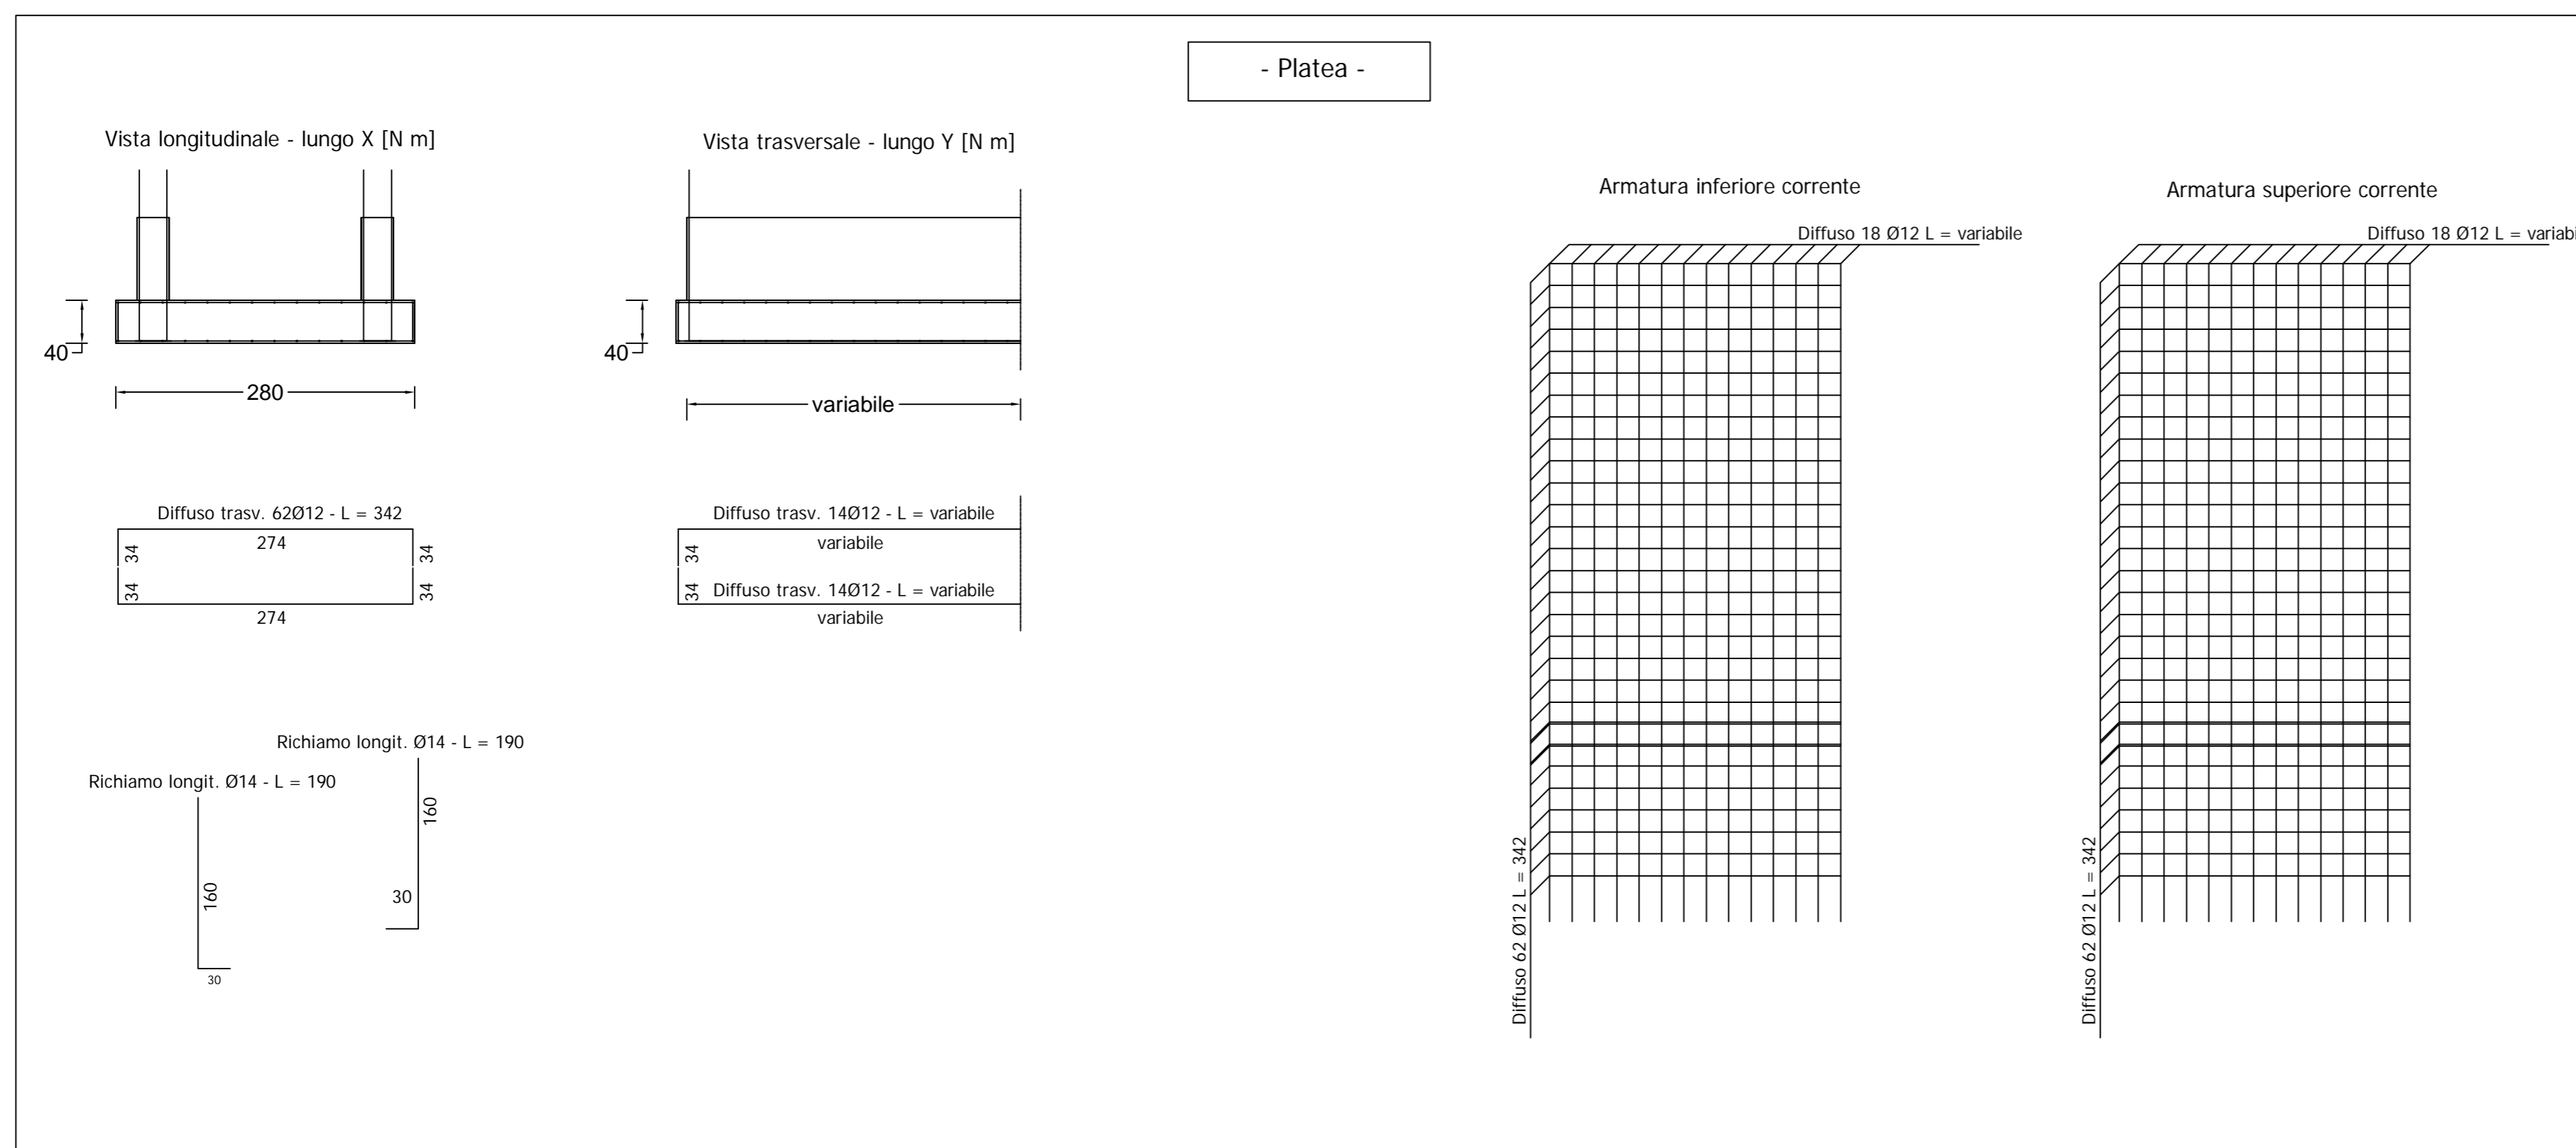 - Platea -
Vista longitudinale - lungo X [N m]
Vista trasversale - lungo Y [N m]
Armatura inferiore corrente
Armatura superiore corrente
Diffuso 18 Ø12 L = variabile
Diffuso 18 Ø12 L =
40
280
40
variabile
Diffuso trasv. 62Ø12 - L = 342
274
34
34
34
34
274
Diffuso trasv. 14Ø12 - L = variabile
variabile
34
34
Diffuso trasv. 14Ø12 - L = variabile
variabile
Richiamo longit. Ø14 - L = 190
160
30
Richiamo longit. Ø14 - L = 190
160
30
Diffuso 62 Ø12 L = 342
Diffuso 62 Ø12 L = 342